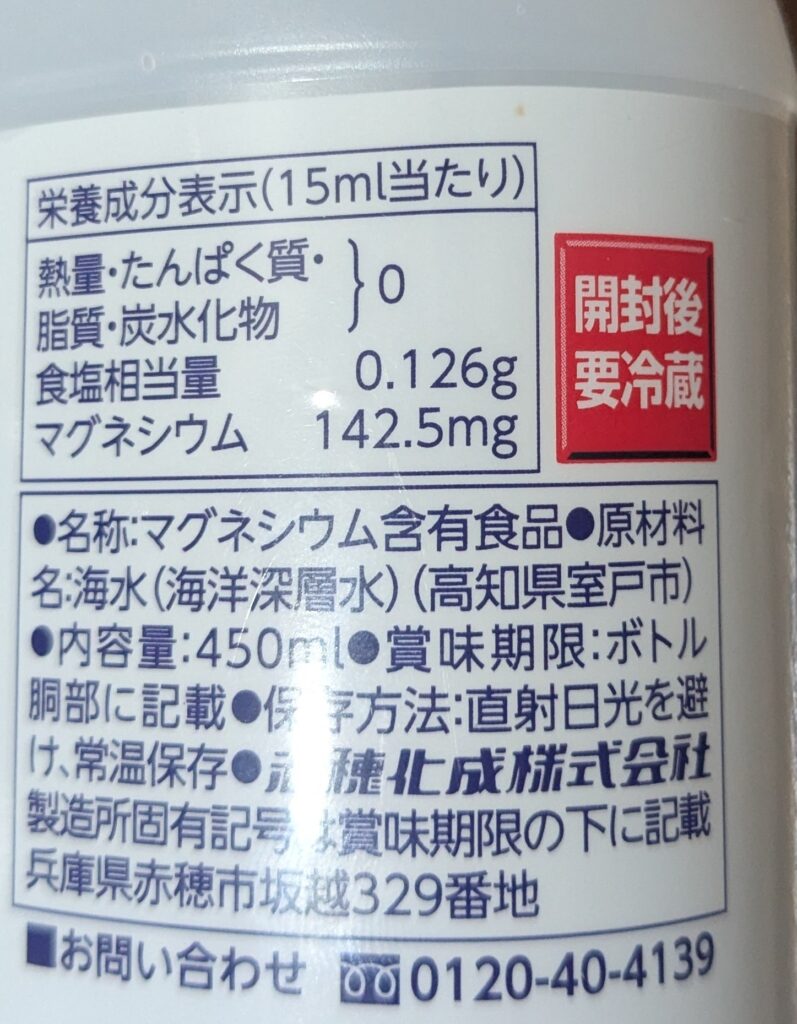 栄養成分表示(15ml当たり)
熱量・たんぱく質・
脂質・炭水化物 } 0
食塩相当量 0.126g
マグネシウム 142.5mg
開封後
要冷蔵
●名称:マグネシウム含有食品●原材料
名:海水(海洋深層水)(高知県室戸市)
●内容量:450ml●賞味期限:ボトル
胴部に記載●保存方法:直射日光を避
け、常温保存●赤穂化成株式会社
製造所固有記号は賞味期限の下に記載
兵庫県赤穂市坂越329番地
■お問い合わせ 0120-40-4139